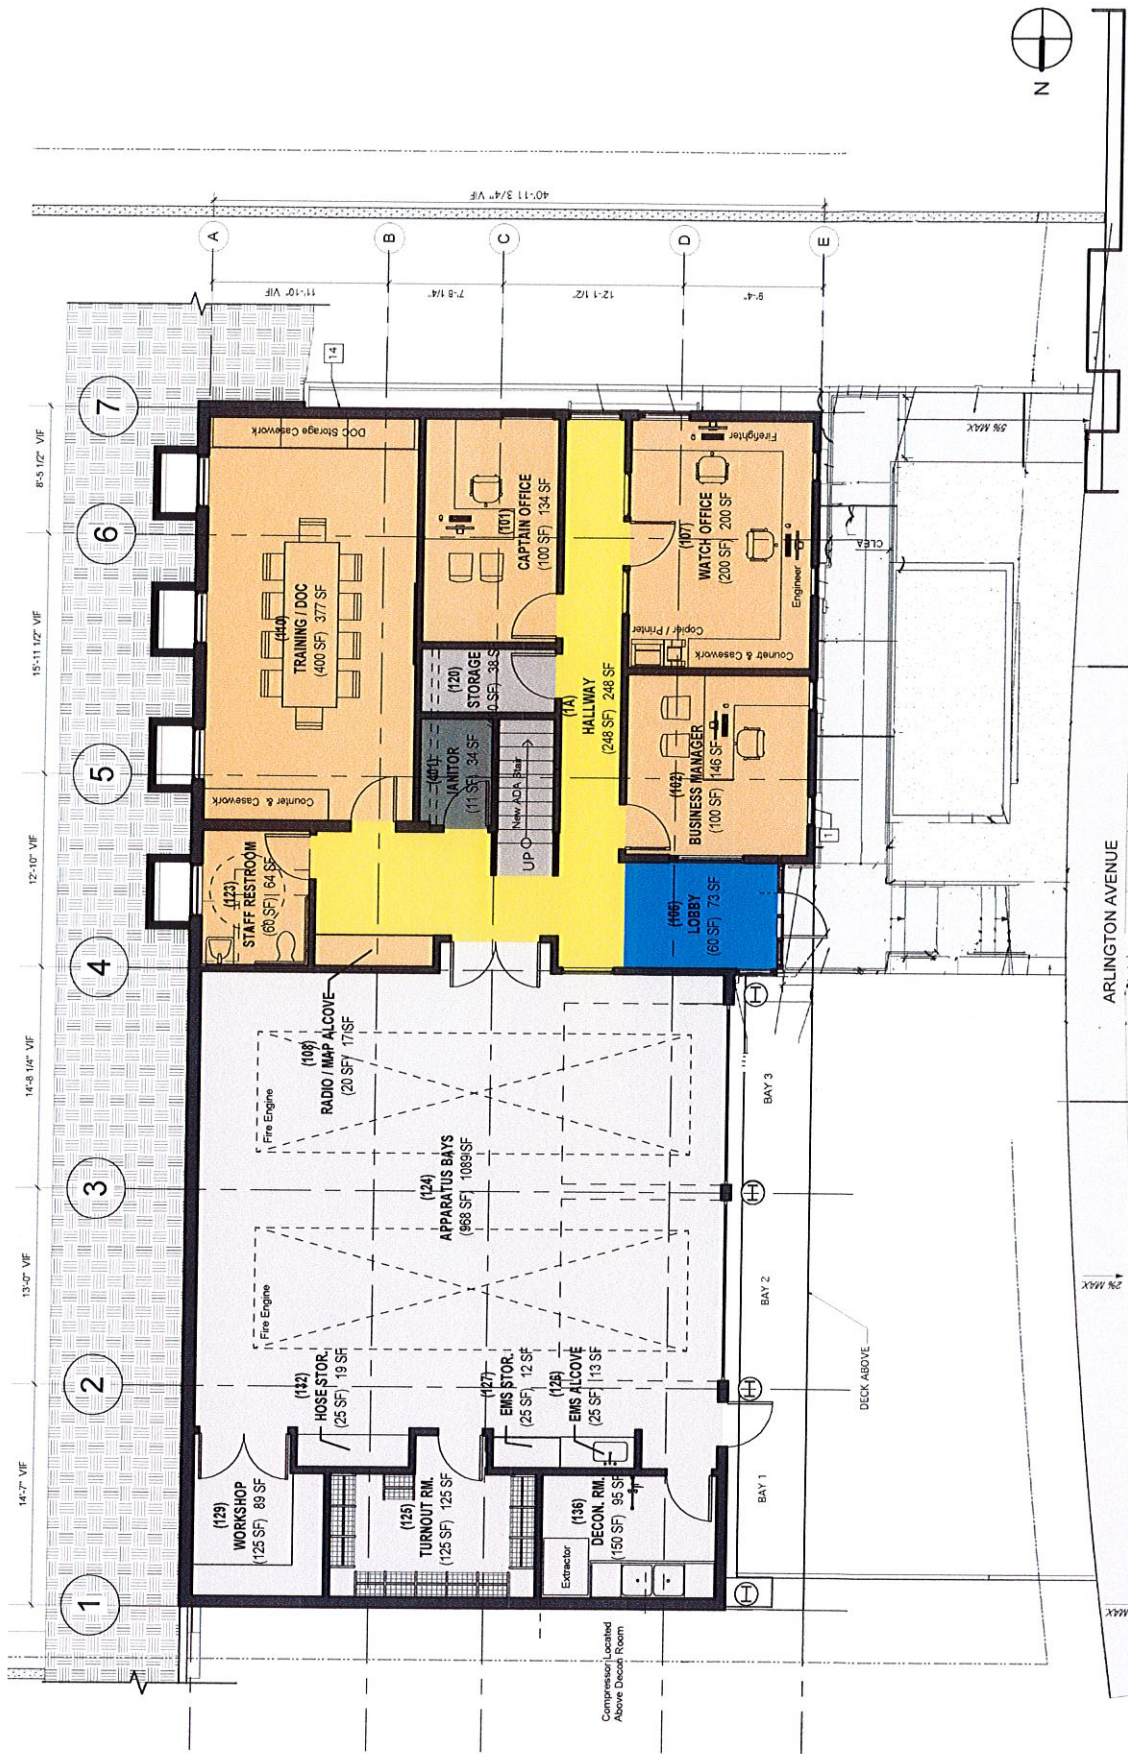 14'-7" VIF
13'-0" VIF
14'-8 1/4" VIF
12'-10" VIF
15'-11 1/2" VIF
8'-5 1/2" VIF
1
2
3
4
5
6
7
A
B
C
D
E
11'-10" VIF
7'-8 1/4"
12'-1 1/2"
9'-4"
40'-11 3/4" VIF
N
14
(129)
WORKSHOP
(125 SF) 89 SF
(132)
HOSE STOR.
(25 SF) 19 SF
(125)
TURNOUT RM.
(125 SF) 125 SF
(127)
EMS STOR.
(25 SF) 12 SF
(126)
EMS ALCOVE
(25 SF) 13 SF
(136)
DECON. RM.
(150 SF) 95 SF
Extractor
Compressor Located
Above Decon Room
Fire Engine
Fire Engine
(124)
APPARATUS BAYS
(968 SF) 1089 SF
(108)
RADIO / MAP ALCOVE
(20 SF) 17 SF
(123)
STAFF RESTROOM
(60 SF) 64 SF
Counter & Casework
(110)
TRAINING / DOC
(400 SF) 377 SF
DOC Storage Casework
(401)
JANITOR
(11 SF) 34 SF
(120)
STORAGE
0 SF) 38 S
UP
New ADA Stair
(101)
CAPTAIN OFFICE
(100 SF) 134 SF
(1A)
HALLWAY
(248 SF) 248 SF
(106)
LOBBY
(60 SF) 73 SF
(102)
BUSINESS MANAGER
(100 SF) 146 SF
(107)
WATCH OFFICE
(200 SF) 200 SF
Copier / Printer
Counetr & Casework
Engineer
Firefighter
1
H
H
H
H
BAY 1
BAY 2
BAY 3
DECK ABOVE
CLEA
5% MAX
2% MAX
MAX
ARLINGTON AVENUE